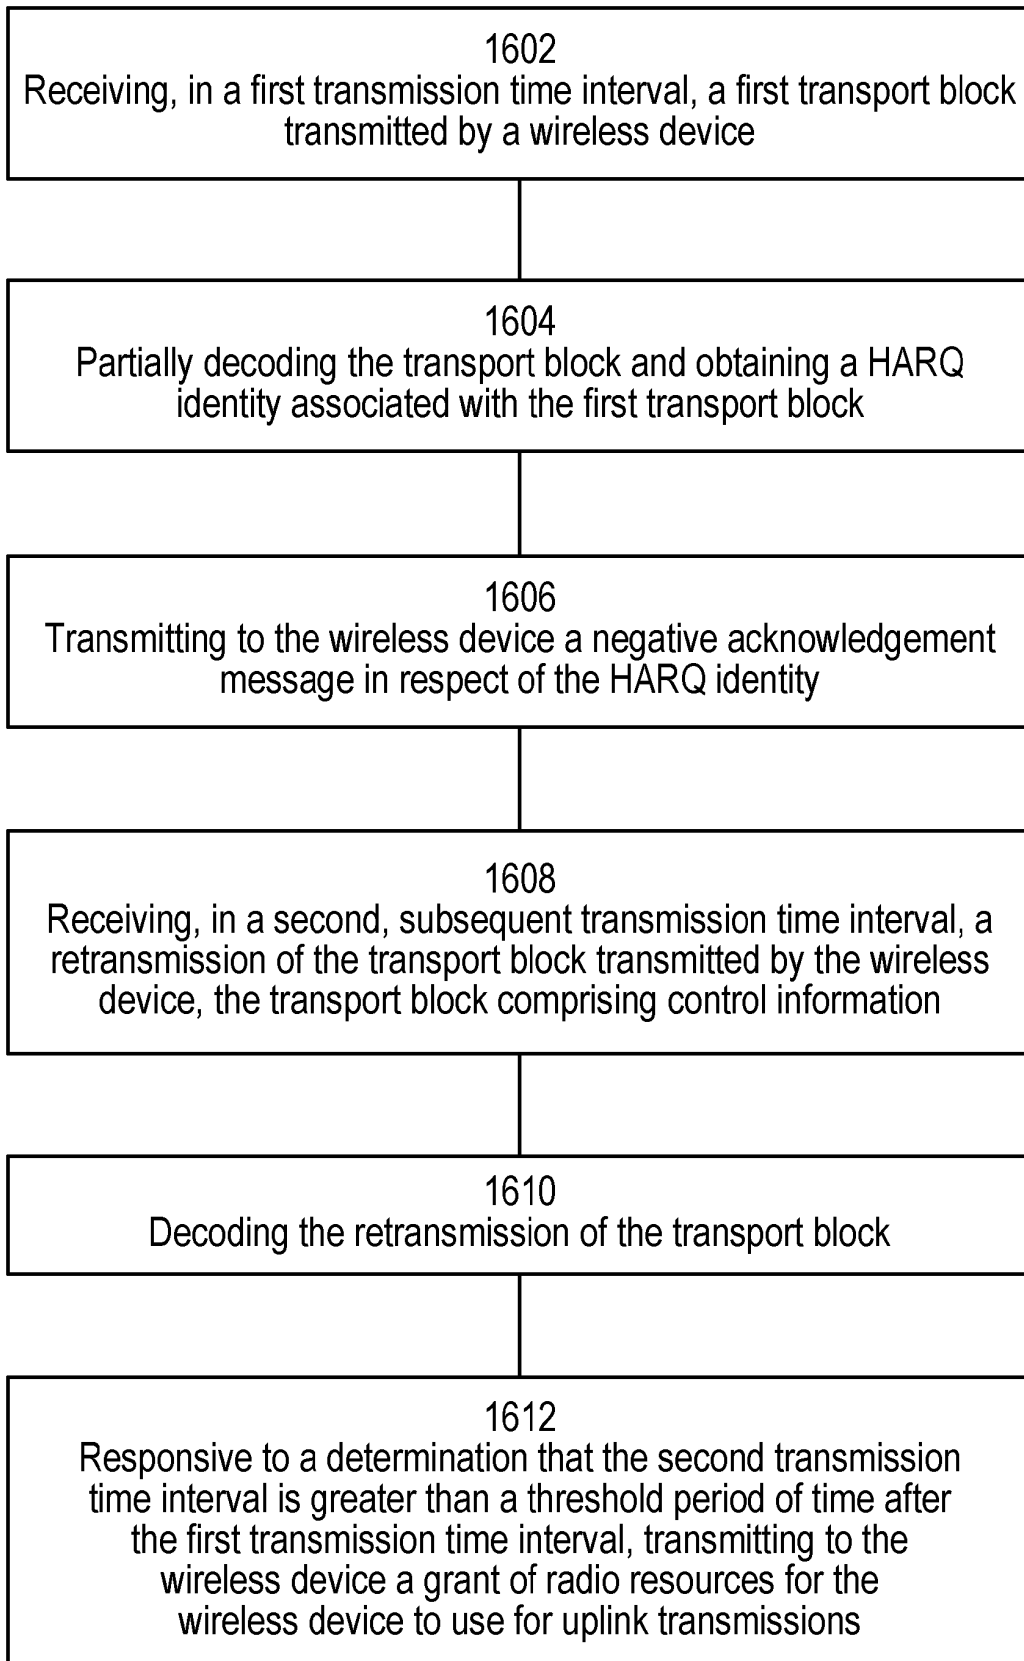 1602
Receiving, in a first transmission time interval, a first transport block
transmitted by a wireless device
1604
Partially decoding the transport block and obtaining a HARQ
identity associated with the first transport block
1606
Transmitting to the wireless device a negative acknowledgement
message in respect of the HARQ identity
1608
Receiving, in a second, subsequent transmission time interval, a
retransmission of the transport block transmitted by the wireless
device, the transport block comprising control information
1610
Decoding the retransmission of the transport block
1612
Responsive to a determination that the second transmission
time interval is greater than a threshold period of time after
the first transmission time interval, transmitting to the
wireless device a grant of radio resources for the
wireless device to use for uplink transmissions